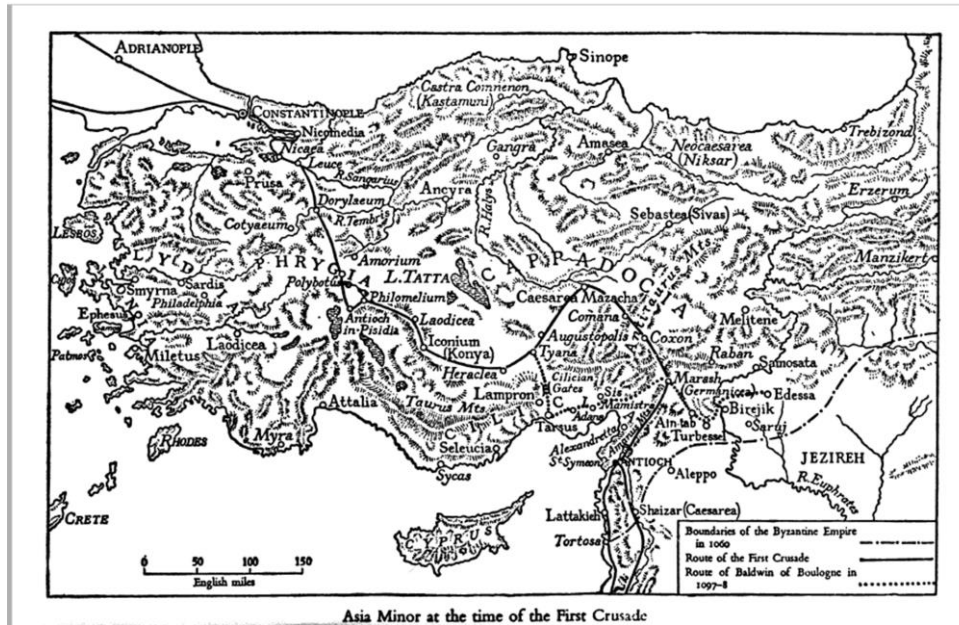 ADRIANOPLE
Sinope
Castra Comnenon
(Kastamuni)
CONSTANTINOPLE
Nicomedia
Trebizond
Nicaea
Gangra
Amasea
Neocaesarea
(Niksar)
Leuce
R. Sangarius
Prusa
Ancyra
Erzerum
Dorylaeum
R. Halys
R. Tembris
Sebastea (Sivas)
LESBOS
Cotyaeum
Manzikert
LYDIA
Amorium
PHRYGIA
L. TATTA
CAPPADOCIA
Polybotus
Sardis
Smyrna
Philadelphia
Philomelium
Caesarea Mazacha
Antitaurus Mts.
Ephesus
Comana
Melitene
Antioch
in Pisidia
Laodicea
Augustopolis
Coxon
Patmos
Miletus
Laodicea
Iconium
(Konya)
Tyana
Raban
Samosata
Heraclea
Cilician
Gates
Marash
(Germanicea)
Edessa
Attalia
Taurus Mts.
Lampron
Sis
Mamistra
Birejik
Adana
Tarsus
Ain-tab
Saruj
RHODES
Myra
CILICIA
Turbessel
Seleucia
Alexandretta
Amanus Mts.
St Symeon
ANTIOCH
JEZIREH
Sycas
Aleppo
R. Euphrates
CRETE
Lattakieh
Shaizar (Caesarea)
CYPRUS
Tortosa
Boundaries of the Byzantine Empire
in 1060
Route of the First Crusade
Route of Baldwin of Boulogne in
1097-8
0 50 100 150
English miles
Asia Minor at the time of the First Crusade